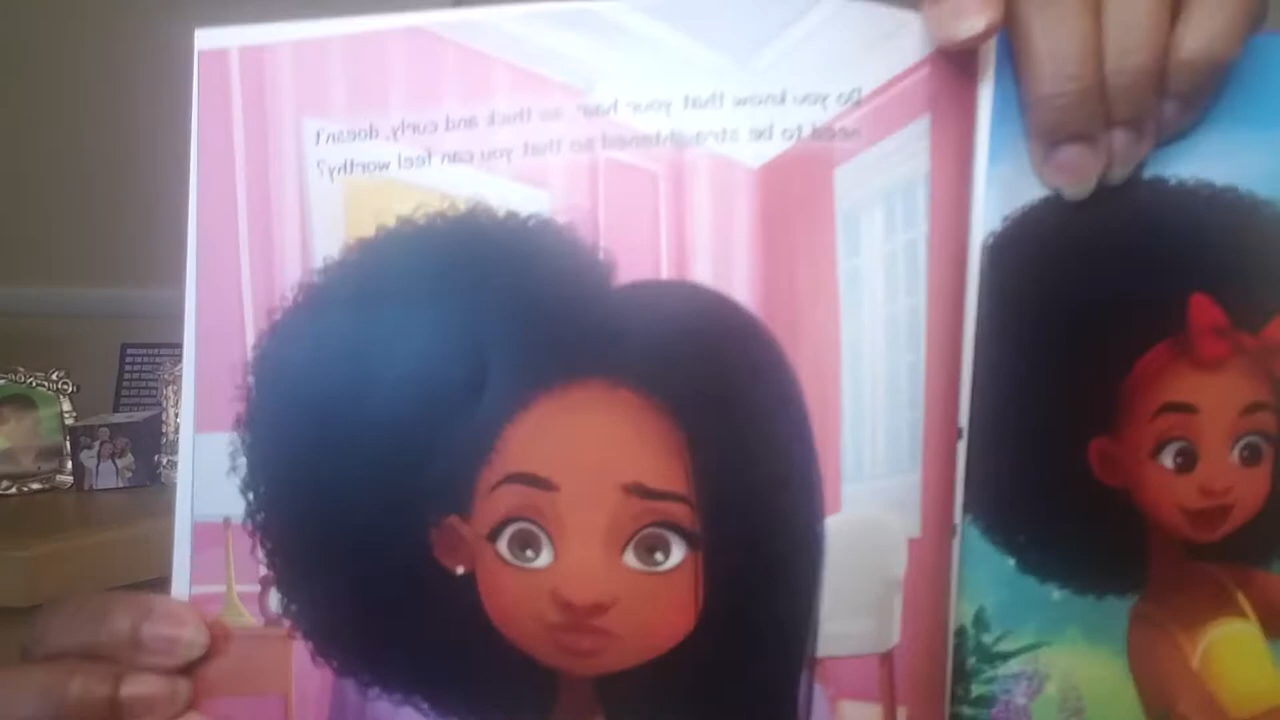 Do you know that your hair, so thick and curly, doesn't
need to be straightened so that you can feel worthy?